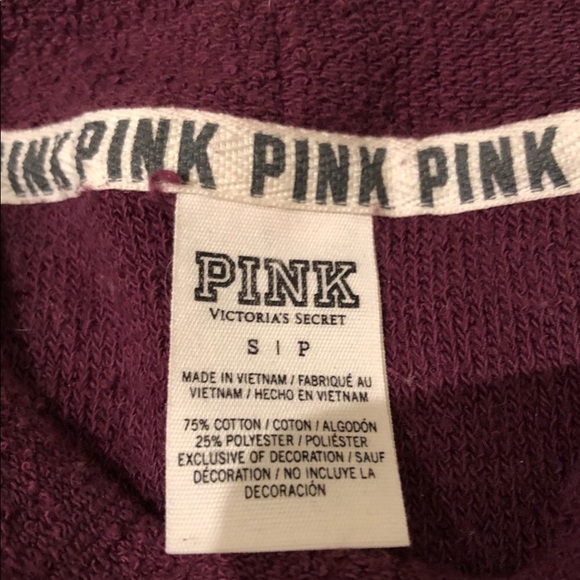 PINK PINK PINK PINK
PINK
VICTORIA'S SECRET
S | P
MADE IN VIETNAM / FABRIQUÉ AU
VIETNAM / HECHO EN VIETNAM
75% COTTON / COTON / ALGODÓN
25% POLYESTER / POLIÉSTER
EXCLUSIVE OF DECORATION / SAUF
DÉCORATION / NO INCLUYE LA
DECORACIÓN